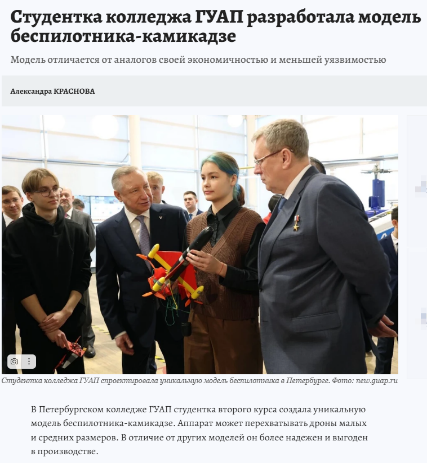 Студентка колледжа ГУАП разработала модель
беспилотника-камикадзе
Модель отличается от аналогов своей экономичностью и меньшей уязвимостью
Александра КРАСНОВА
Студентка колледжа ГУАП спроектировала уникальную модель беспилотника в Петербурге. Фото: new.guap.ru
В Петербургском колледже ГУАП студентка второго курса создала уникальную
модель беспилотника-камикадзе. Аппарат может перехватывать дроны малых
и средних размеров. В отличие от других моделей он более надежен и выгоден
в производстве.